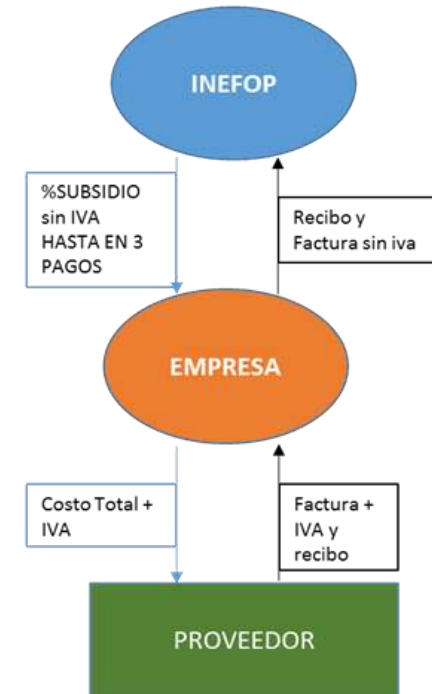 INEFOP
%SUBSIDIO
sin IVA
HASTA EN 3
PAGOS
Recibo y
Factura sin iva
EMPRESA
Costo Total +
IVA
Factura +
IVA y
recibo
PROVEEDOR